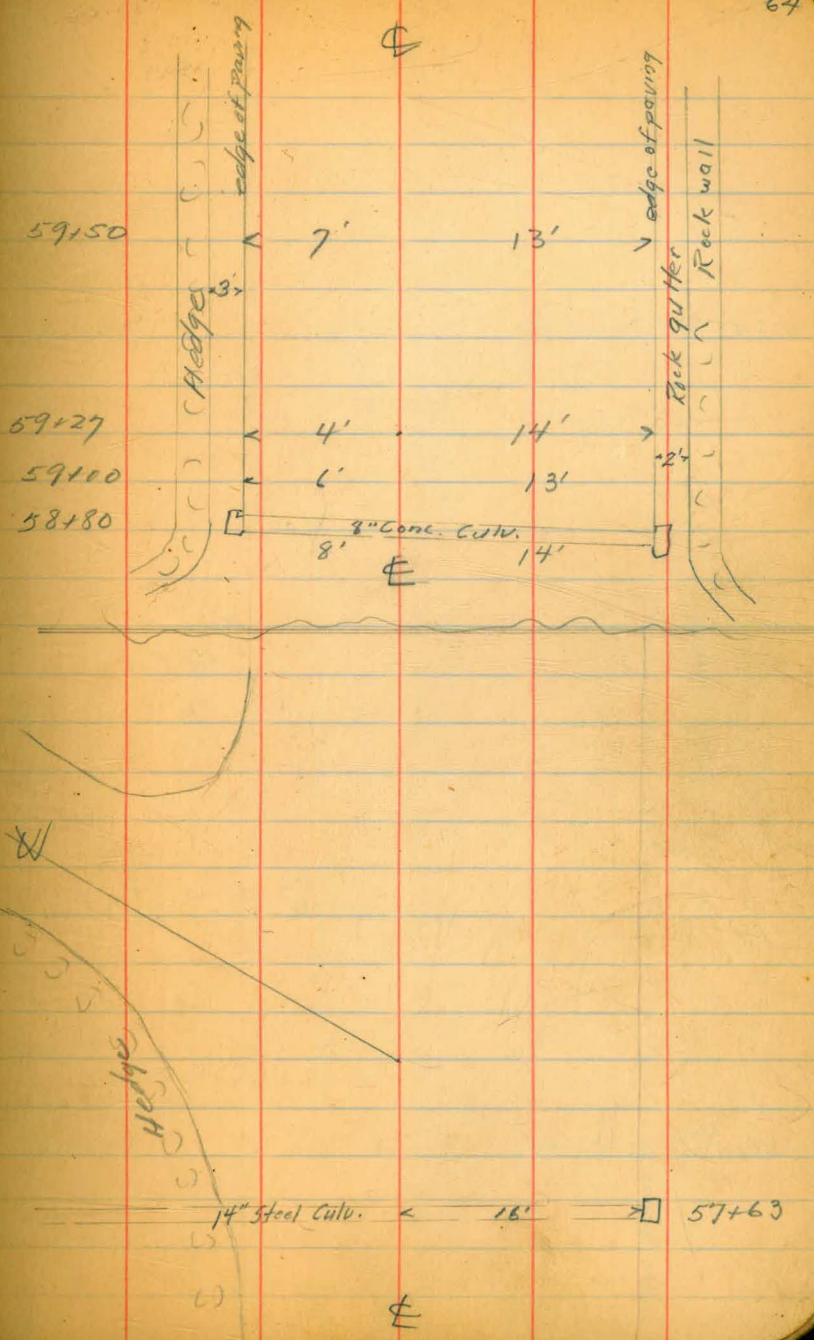 64
℄
edge of paving
edge of paving
Rock wall
59+50 7' 13'
Rock gutter
3
Hedge
59+27 4' 14'
2'
59+00 6' 13'
58+80 8" Conc. Culv.
8' 14'
℄
W
Hedge
14" Steel Culv. 16' 57+63
℄